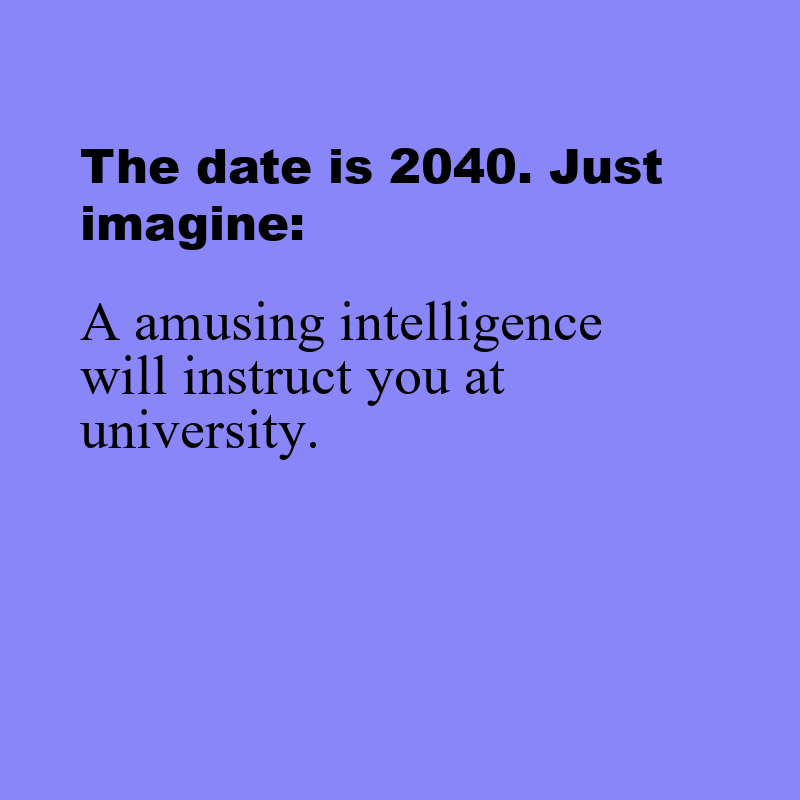 The date is 2040. Just
imagine:
A amusing intelligence
will instruct you at
university.